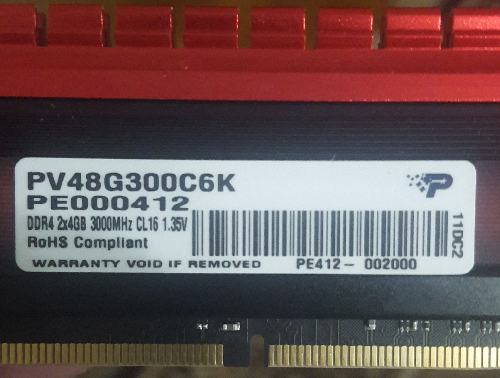 PV48G300C6K
PE000412
DDR4 2x4GB 3000MHz CL16 1.35V
RoHS Compliant
WARRANTY VOID IF REMOVED
PE412- 002000
11DC2